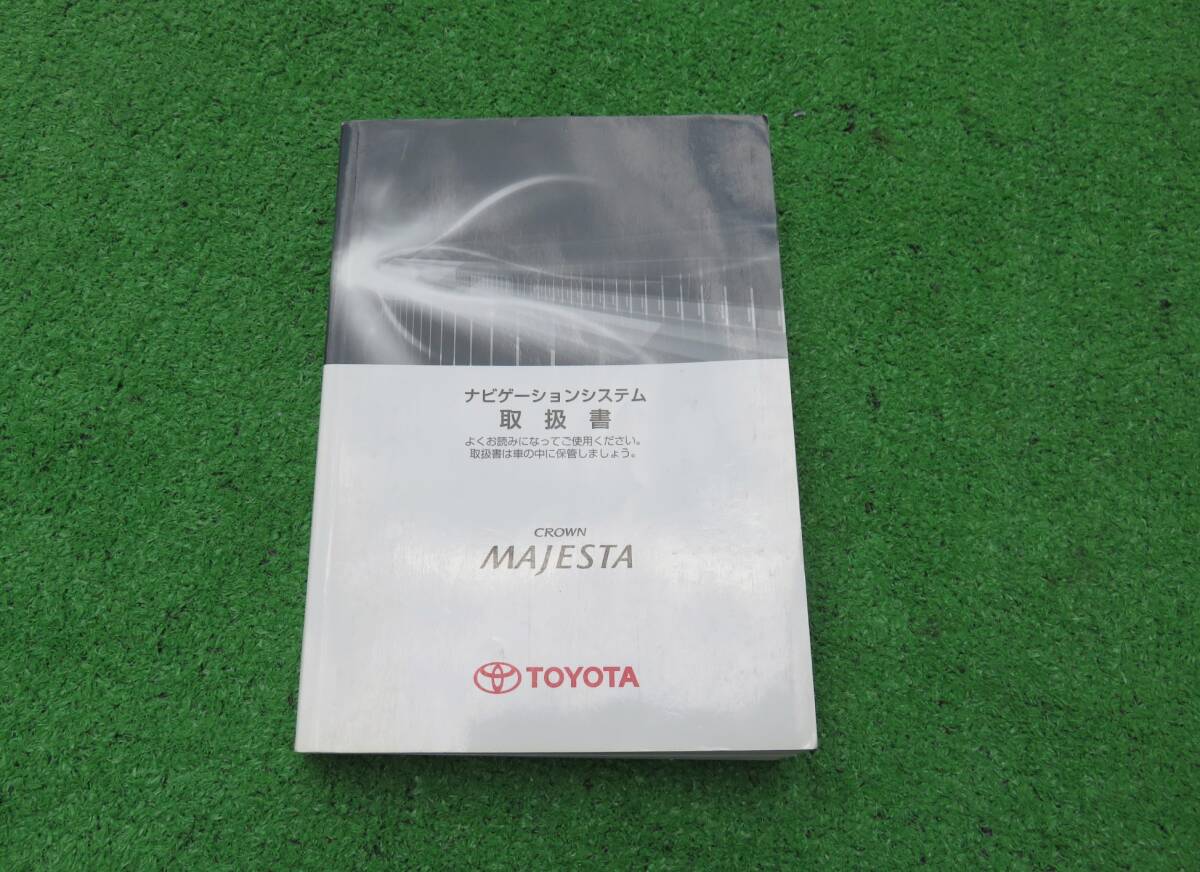 ナビゲーションシステム
取扱書
よくお読みになってご使用ください。
取扱書は車の中に保管しましょう。
CROWN
MAJESTA
TOYOTA